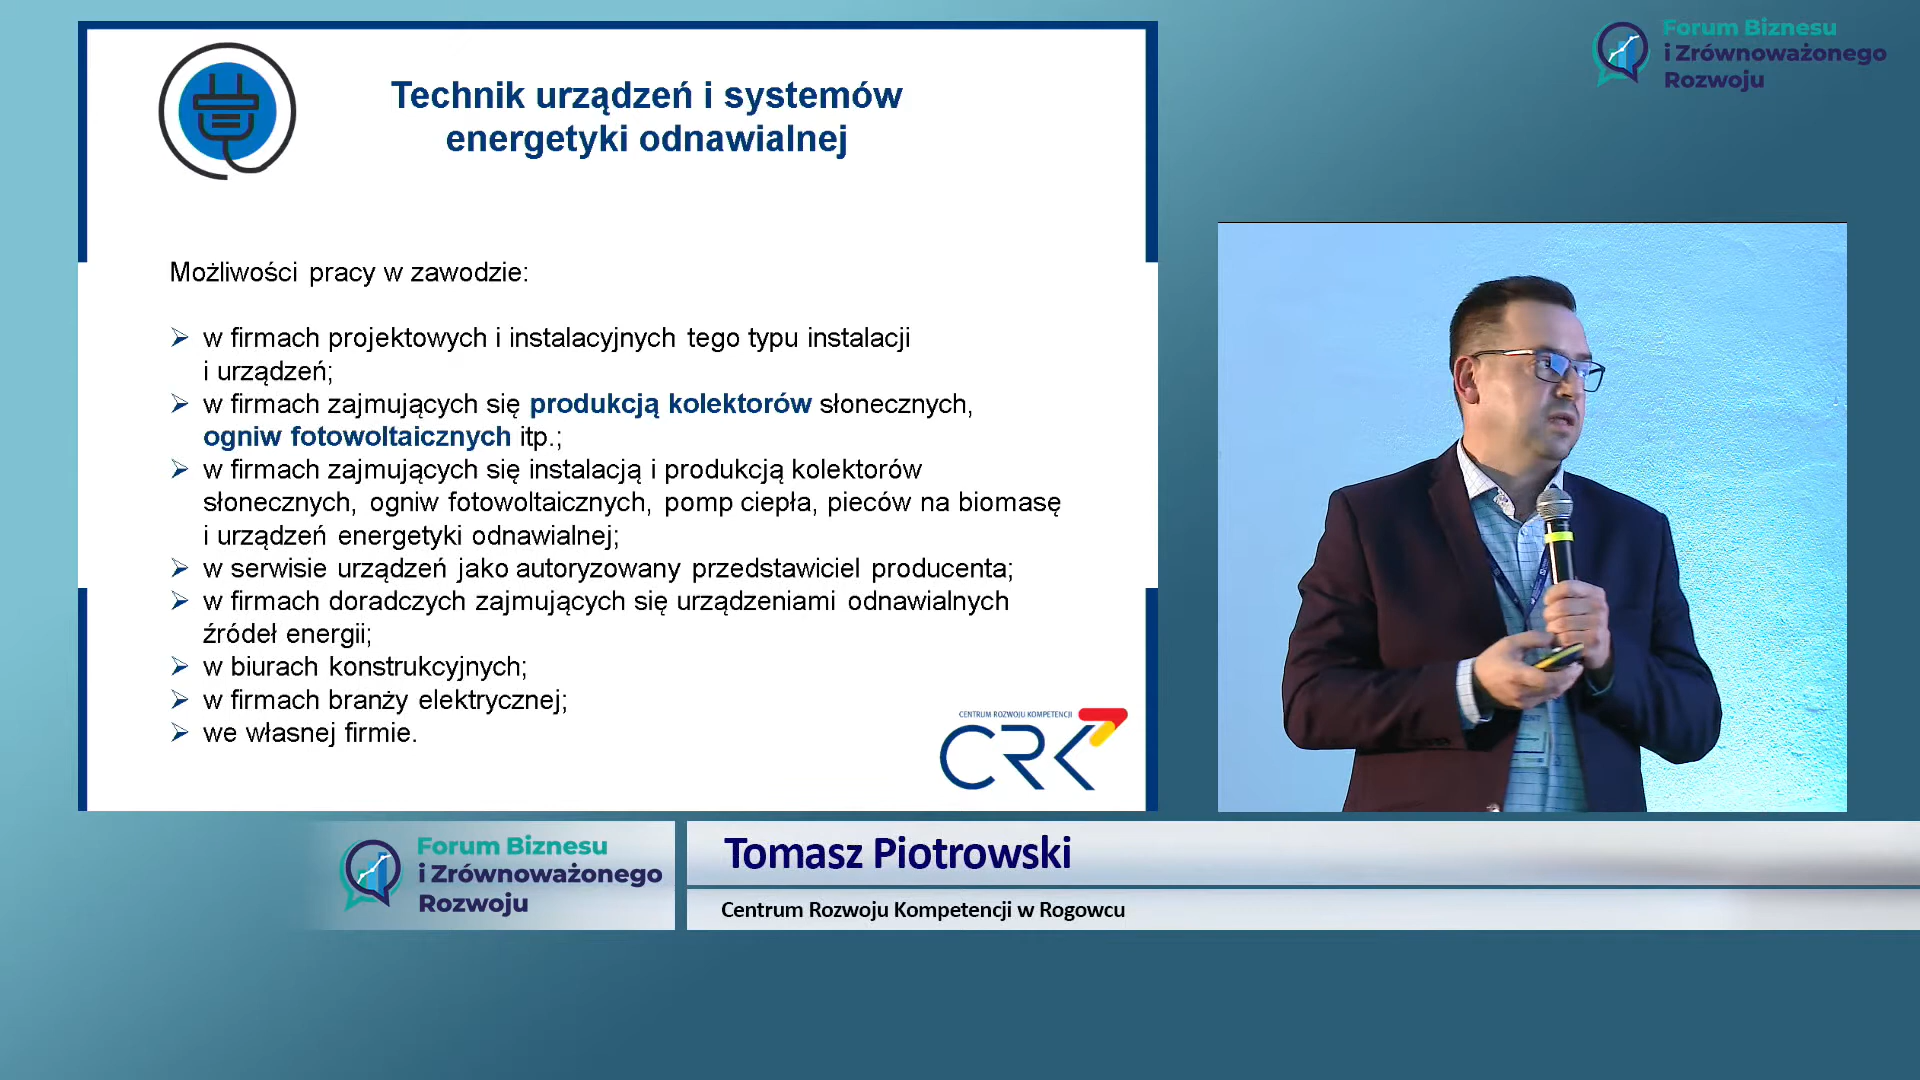 Technik urządzeń i systemów
energetyki odnawialnej
Możliwości pracy w zawodzie:
w firmach projektowych i instalacyjnych tego typu instalacji
i urządzeń;
w firmach zajmujących się produkcją kolektorów słonecznych,
ogniw fotowoltaicznych itp.;
w firmach zajmujących się instalacją i produkcją kolektorów
słonecznych, ogniw fotowoltaicznych, pomp ciepła, pieców na biomasę
i urządzeń energetyki odnawialnej;
w serwisie urządzeń jako autoryzowany przedstawiciel producenta;
w firmach doradczych zajmujących się urządzeniami odnawialnych
źródeł energii;
w biurach konstrukcyjnych;
w firmach branży elektrycznej;
we własnej firmie.
CENTRUM ROZWOJU KOMPETENCJI
CRK
Forum Biznesu
i Zrównoważonego
Rozwoju
Forum Biznesu
i Zrównoważonego
Rozwoju
Tomasz Piotrowski
Centrum Rozwoju Kompetencji w Rogowcu